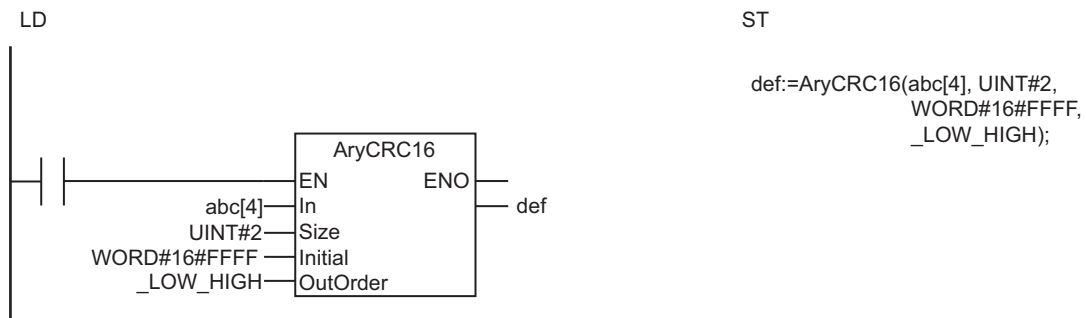 LD
ST
def:=AryCRC16(abc[4], UINT#2,
WORD#16#FFFF,
_LOW_HIGH);
AryCRC16
EN ENO
abc[4] In def
UINT#2 Size
WORD#16#FFFF Initial
_LOW_HIGH OutOrder